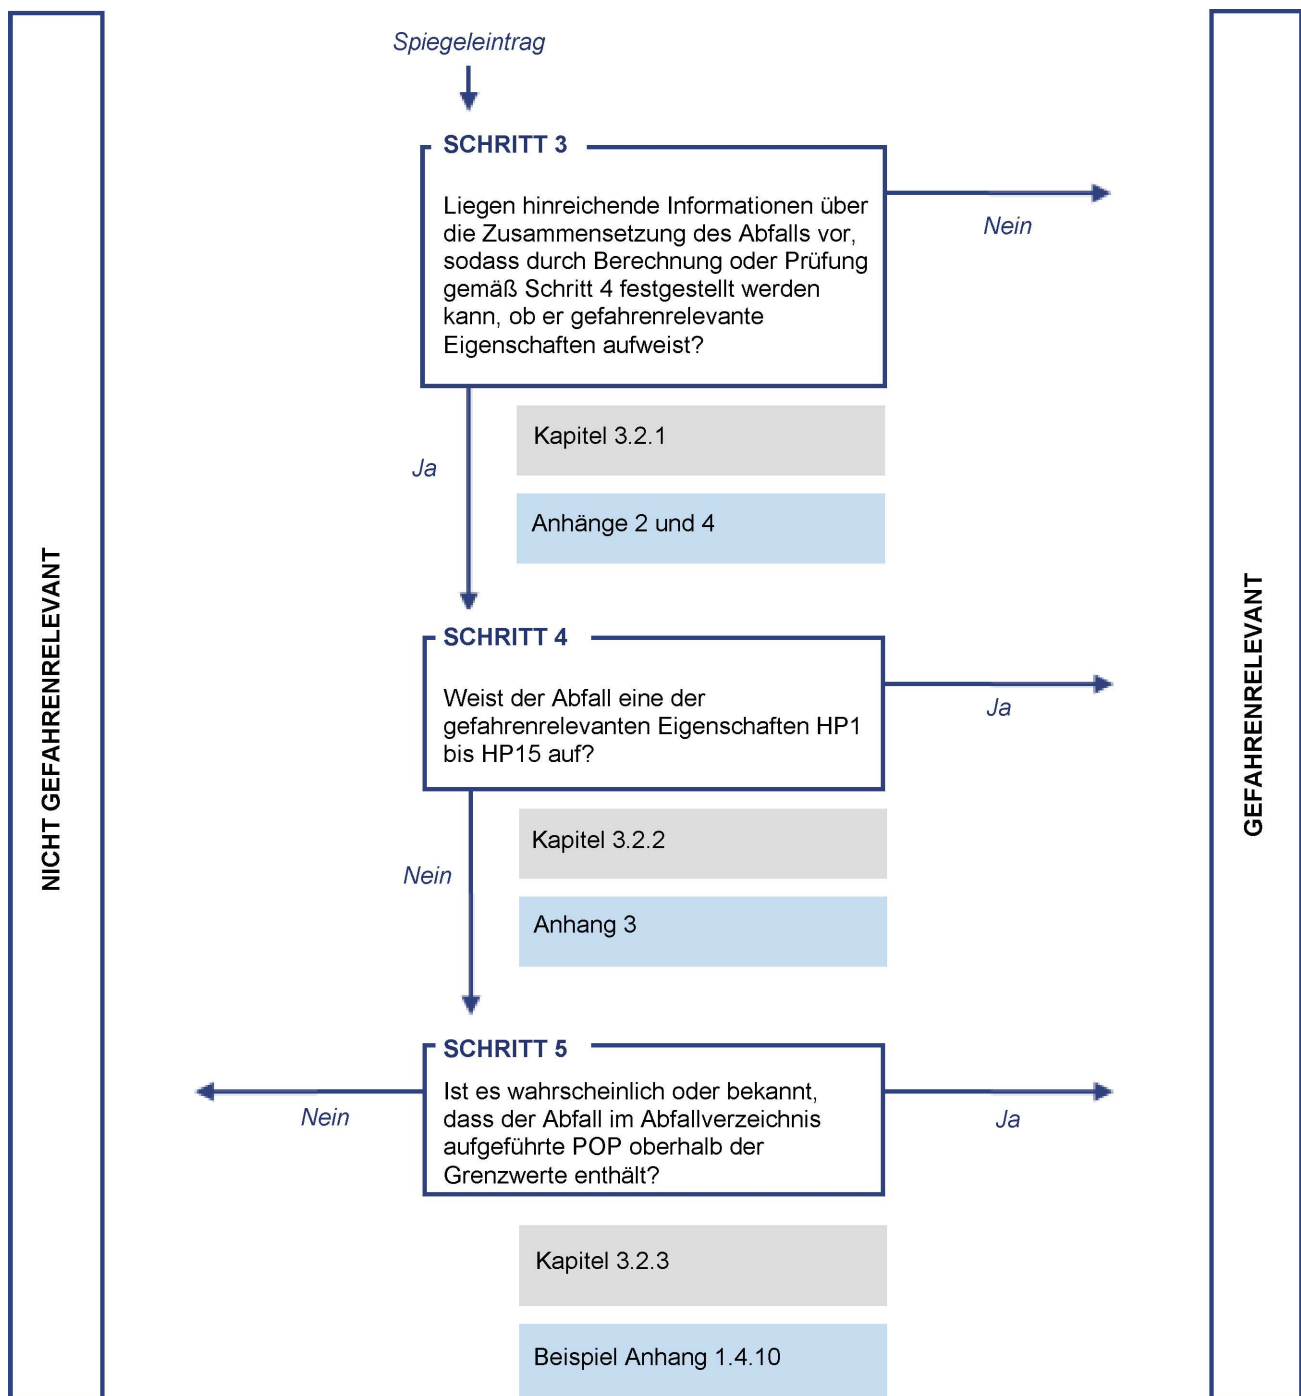 Spiegeleintrag
SCHRITT 3
Liegen hinreichende Informationen über
die Zusammensetzung des Abfalls vor,
sodass durch Berechnung oder Prüfung
gemäß Schritt 4 festgestellt werden
kann, ob er gefahrenrelevante
Eigenschaften aufweist?
Nein
Ja
Kapitel 3.2.1
Anhänge 2 und 4
SCHRITT 4
Weist der Abfall eine der
gefahrenrelevanten Eigenschaften HP1
bis HP15 auf?
Ja
Nein
Kapitel 3.2.2
Anhang 3
SCHRITT 5
Ist es wahrscheinlich oder bekannt,
dass der Abfall im Abfallverzeichnis
aufgeführte POP oberhalb der
Grenzwerte enthält?
Nein
Ja
Kapitel 3.2.3
Beispiel Anhang 1.4.10
NICHT GEFAHRENRELEVANT
GEFAHRENRELEVANT